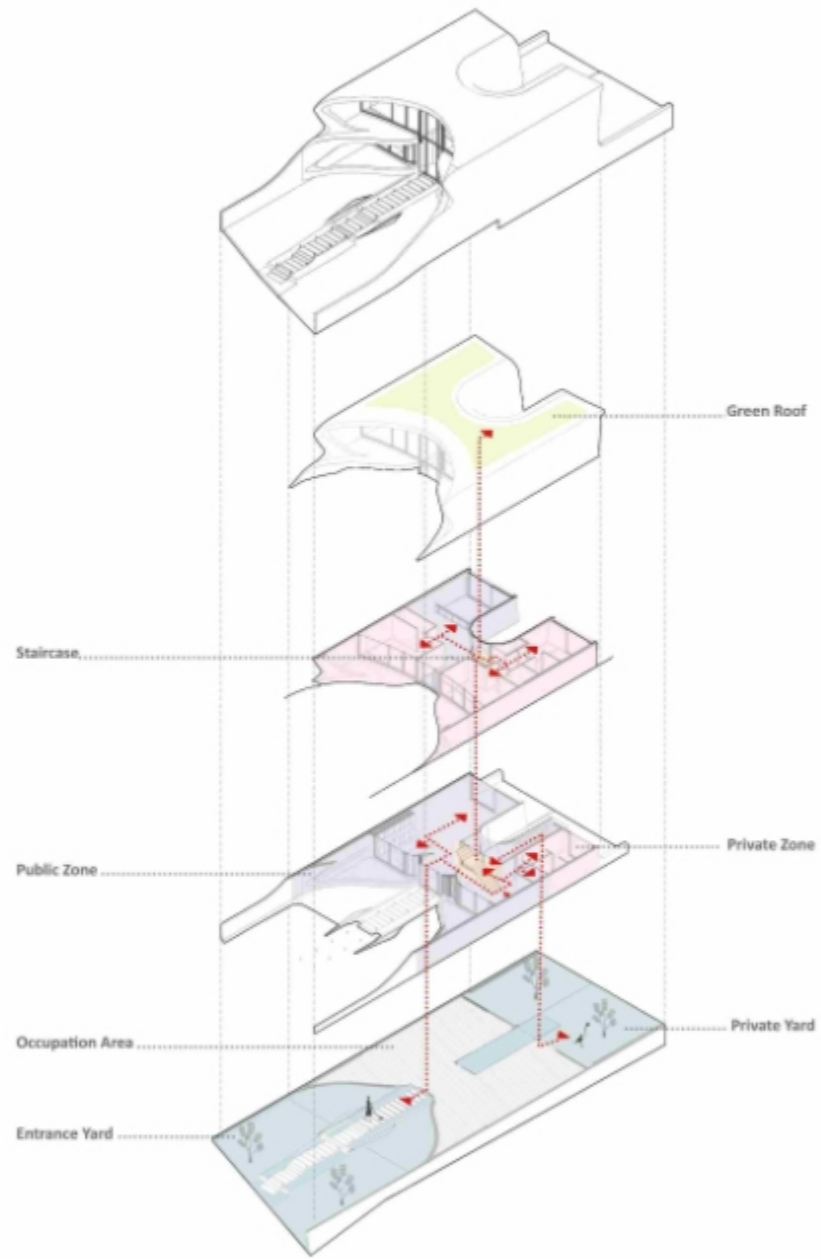 Green Roof
Staircase
Private Zone
Public Zone
Private Yard
Occupation Area
Entrance Yard